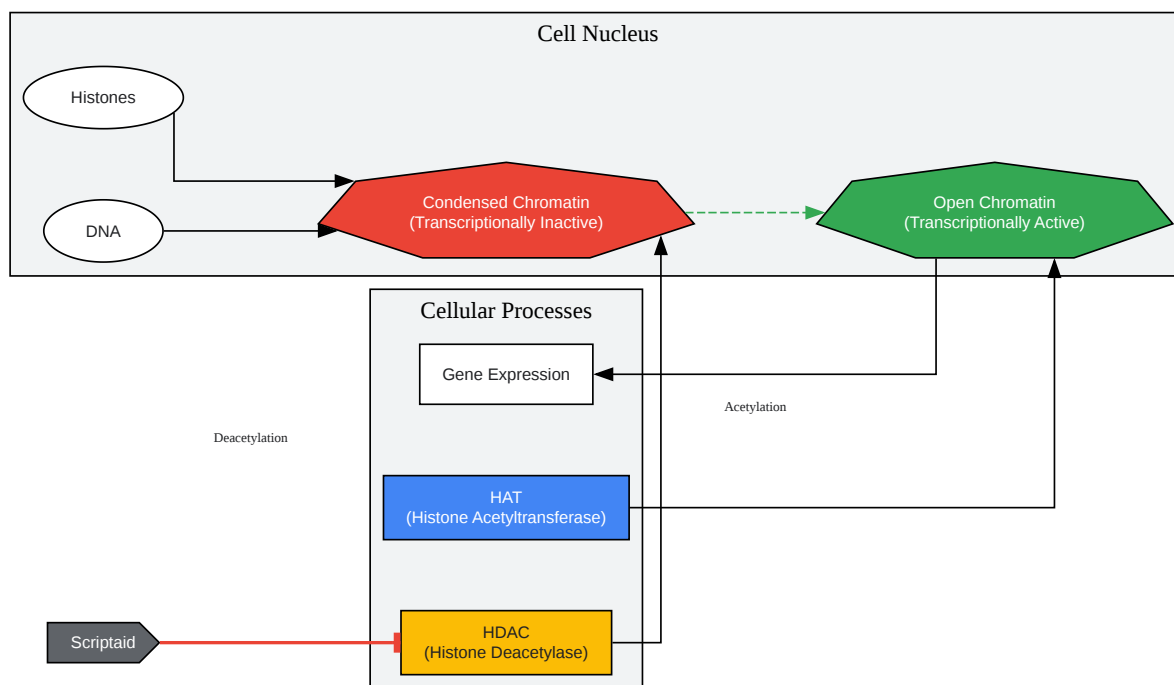 Cell Nucleus
Histones
DNA
Condensed Chromatin
(Transcriptionally Inactive)
Open Chromatin
(Transcriptionally Active)
Cellular Processes
Gene Expression
Acetylation
Deacetylation
HAT
(Histone Acetyltransferase)
Scriptaid
HDAC
(Histone Deacetylase)